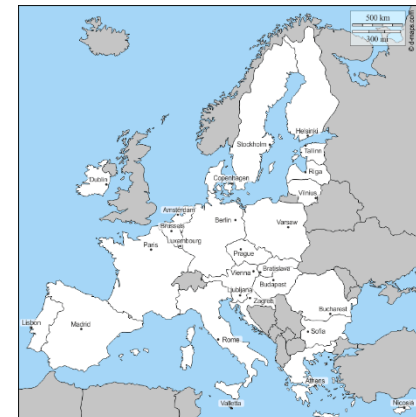 500 km
300 mi
© d-maps.com
Helsinki
Tallinn
Stockholm
Riga
Dublin
Copenhagen
Vilnius
Amsterdam
Berlin
Warsaw
Brussels
Paris
Luxembourg
Prague
Bratislava
Vienna
Budapest
Ljubljana
Zagreb
Bucharest
Lisbon
Madrid
Sofia
Rome
Athens
Valletta
Nicosia